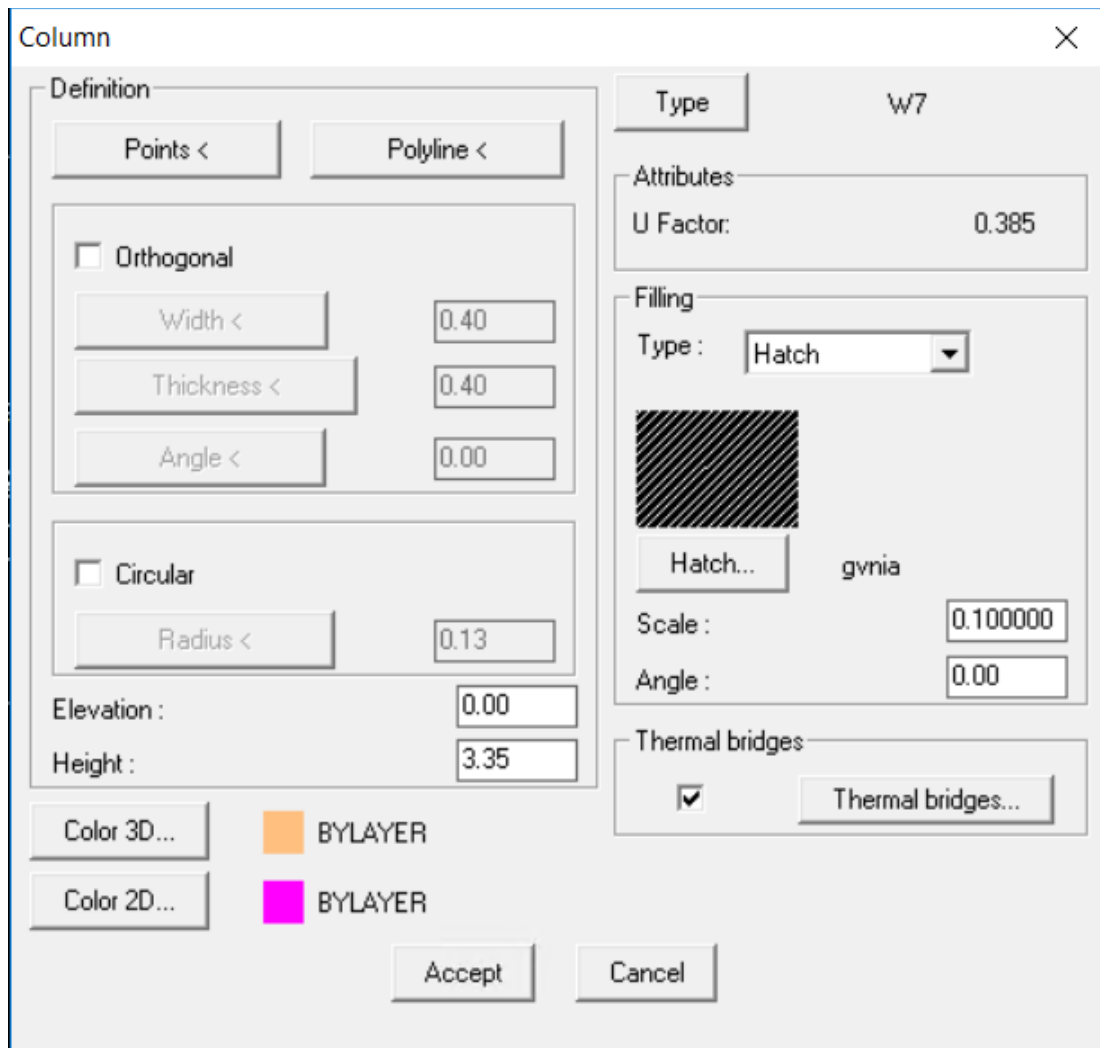 Column
Definition
Points <
Polyline <
Orthogonal
Width <
0.40
Thickness <
0.40
Angle <
0.00
Circular
Radius <
0.13
Elevation :
0.00
Height :
3.35
Color 3D...
BYLAYER
Color 2D...
BYLAYER
Type
W7
Attributes
U Factor:
0.385
Filling
Type :
Hatch
Hatch...
gvnia
Scale :
0.100000
Angle :
0.00
Thermal bridges
Thermal bridges...
Accept
Cancel